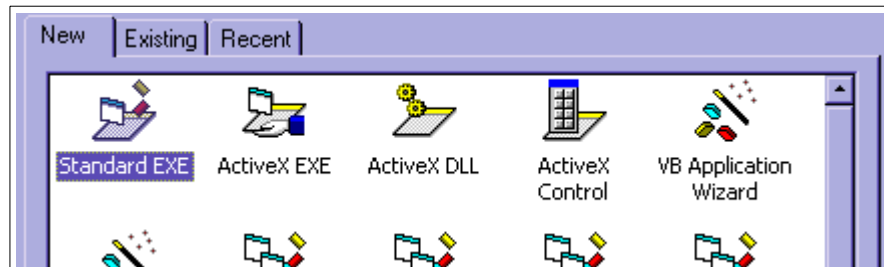 New Existing Recent
Standard EXE ActiveX EXE ActiveX DLL ActiveX Control VB Application Wizard